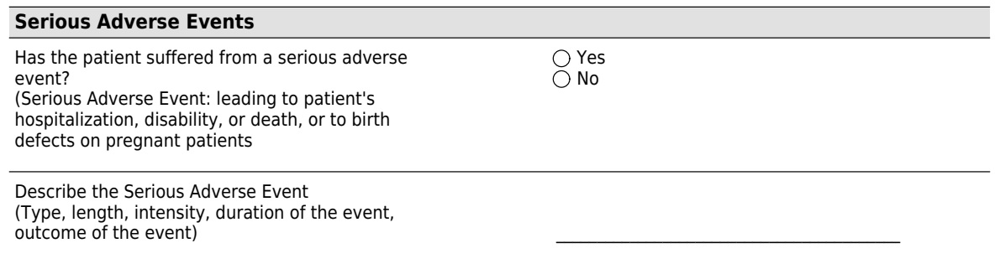 Serious Adverse Events
Has the patient suffered from a serious adverse
event?
(Serious Adverse Event: leading to patient's
hospitalization, disability, or death, or to birth
defects on pregnant patients
Yes
No
Describe the Serious Adverse Event
(Type, length, intensity, duration of the event,
outcome of the event)